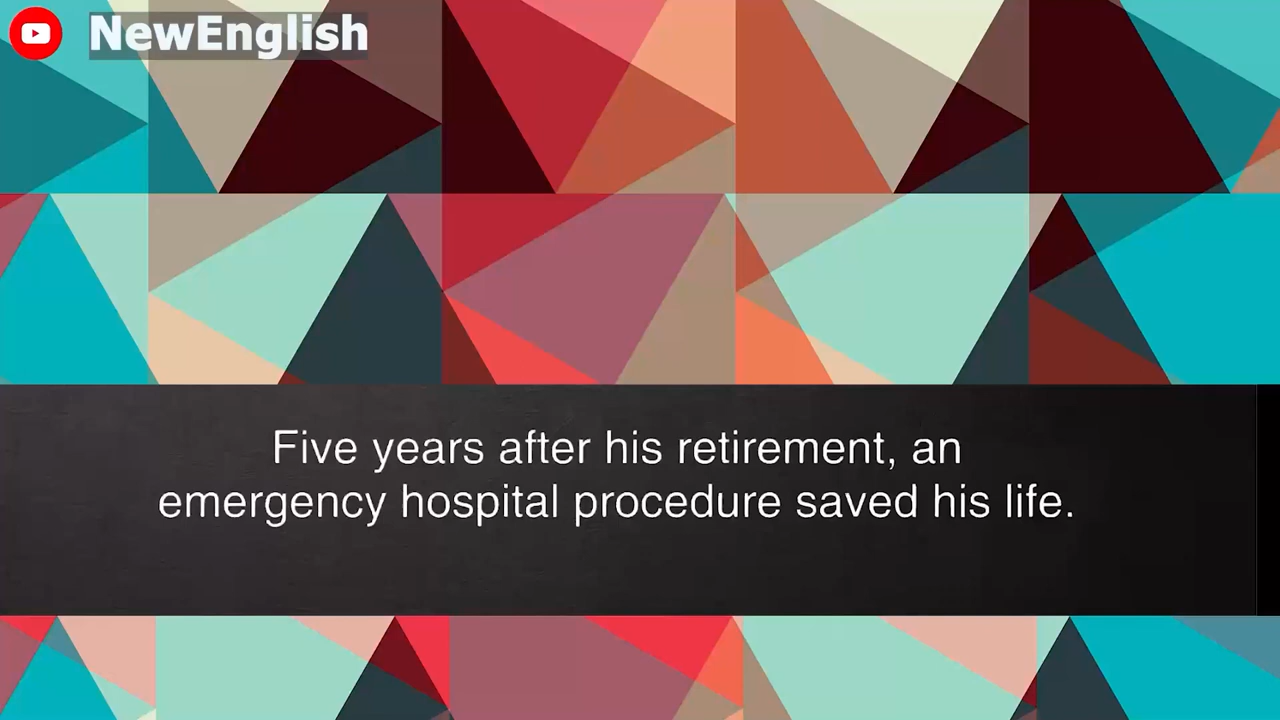 NewEnglish
Five years after his retirement, an
emergency hospital procedure saved his life.